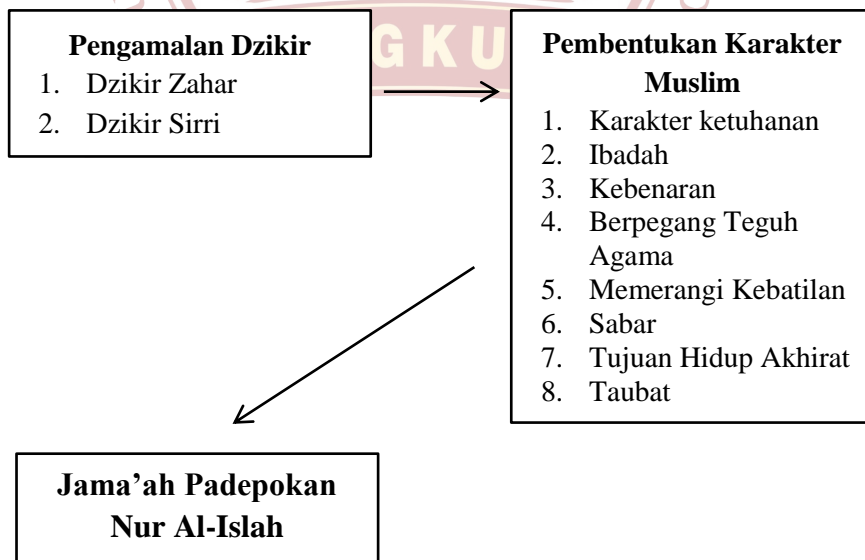 Pengamalan Dzikir
1. Dzikir Zahar
2. Dzikir Sirri
GKU
Pembentukan Karakter
Muslim
1. Karakter ketuhanan
2. Ibadah
3. Kebenaran
4. Berpegang Teguh
Agama
5. Memerangi Kebatilan
6. Sabar
7. Tujuan Hidup Akhirat
8. Taubat
Jama’ah Padepokan
Nur Al-Islah